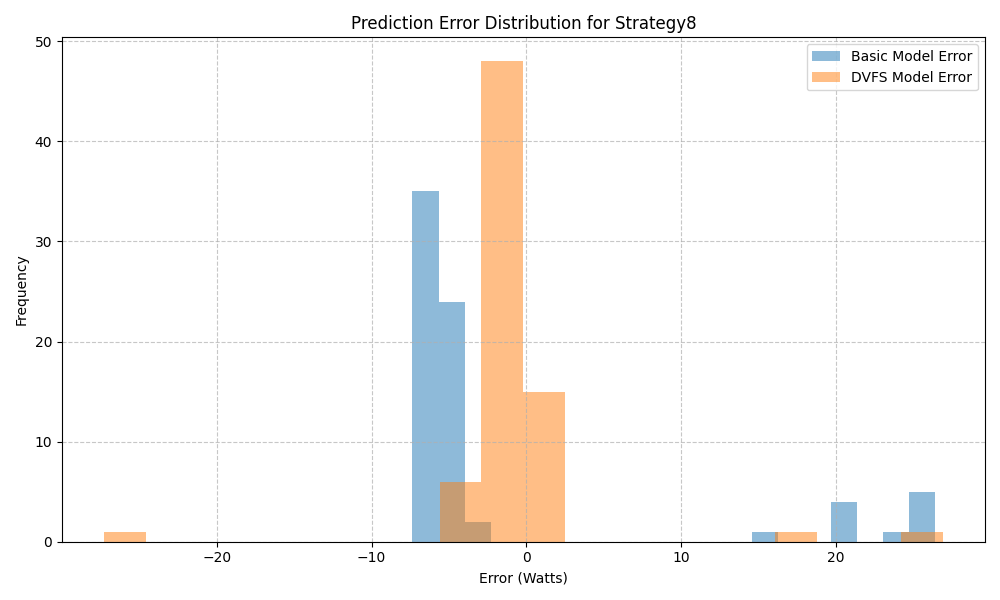 Prediction Error Distribution for Strategy8
50
40
30
20
10
0
Frequency
−20
−10
0
10
20
Error (Watts)
Basic Model Error
DVFS Model Error